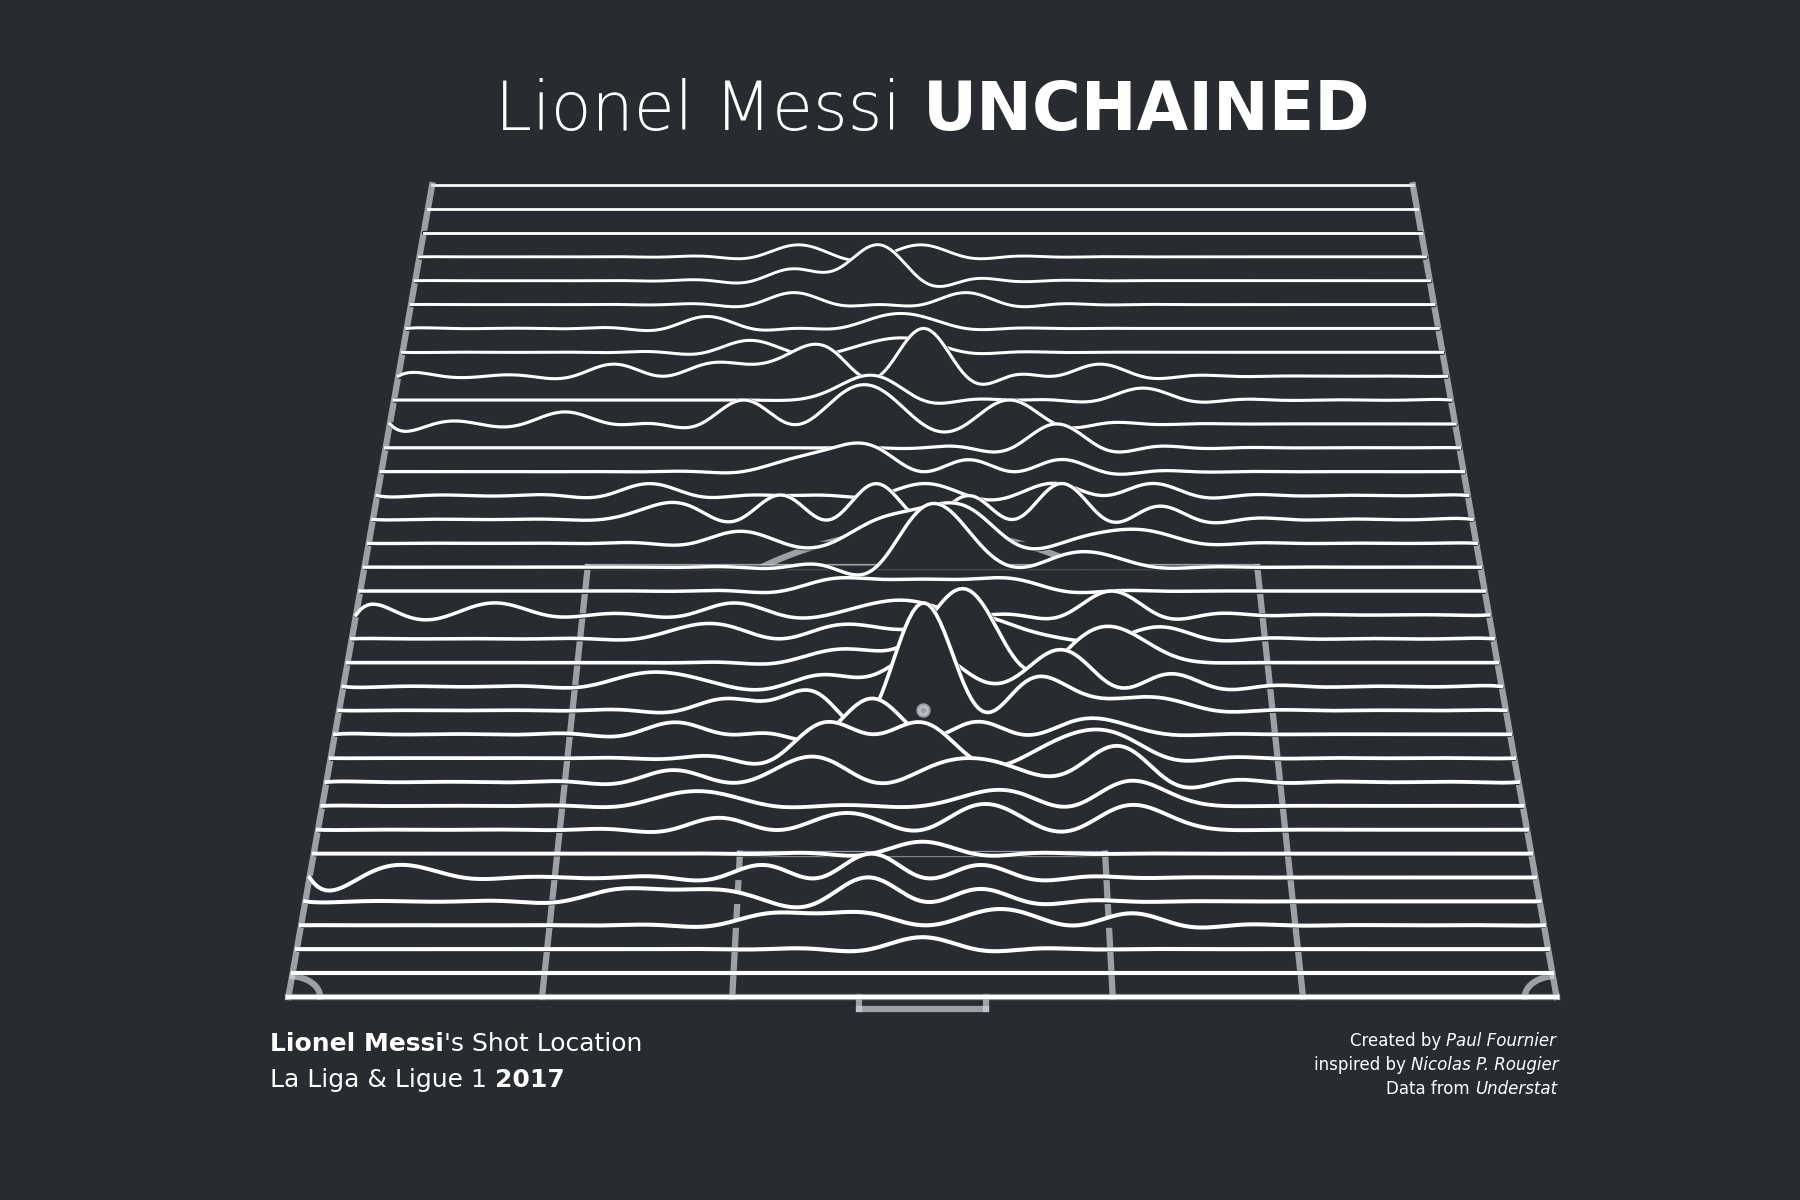 Lionel Messi UNCHAINED
Lionel Messi's Shot Location
La Liga & Ligue 1 2017
Created by Paul Fournier
inspired by Nicolas P. Rougier
Data from Understat